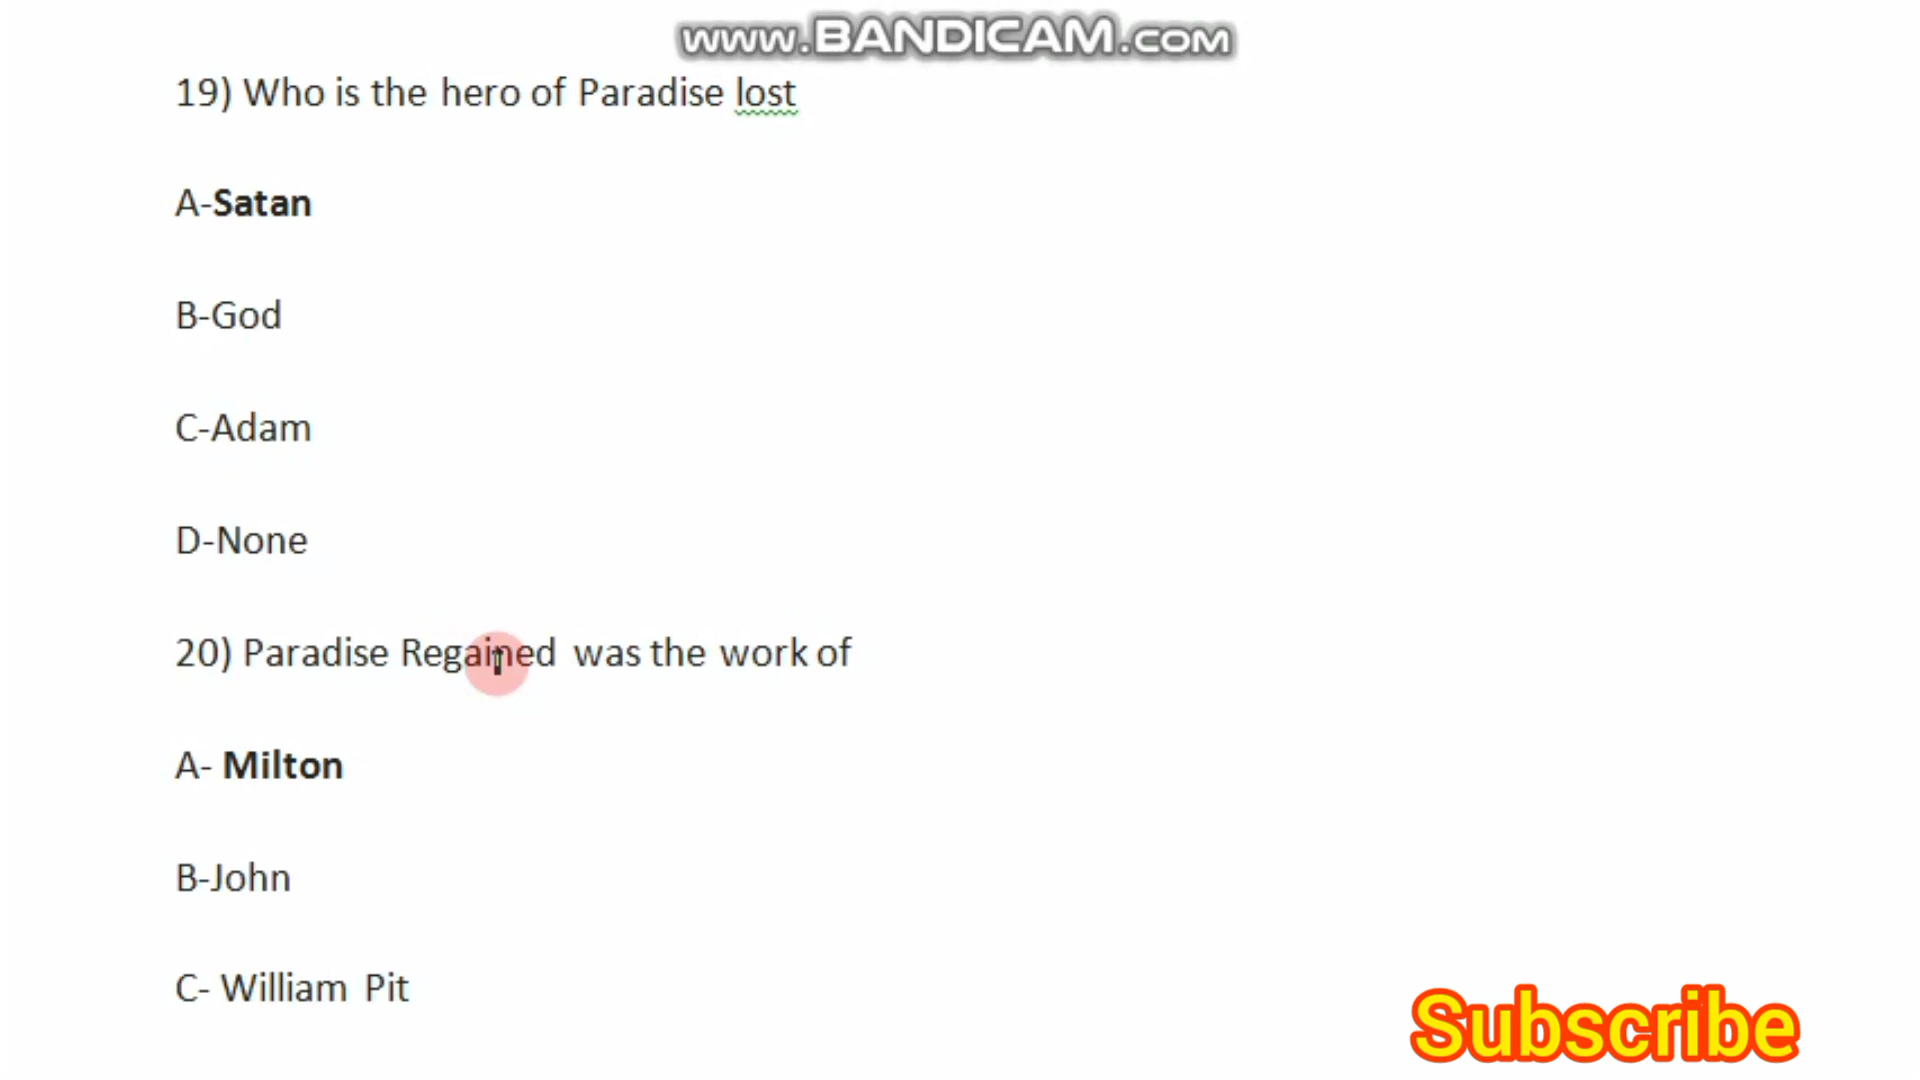 www.BANDICAM.com
19) Who is the hero of Paradise lost
A-Satan
B-God
C-Adam
D-None
20) Paradise Regained was the work of
A- Milton
B-John
C- William Pit
Subscribe